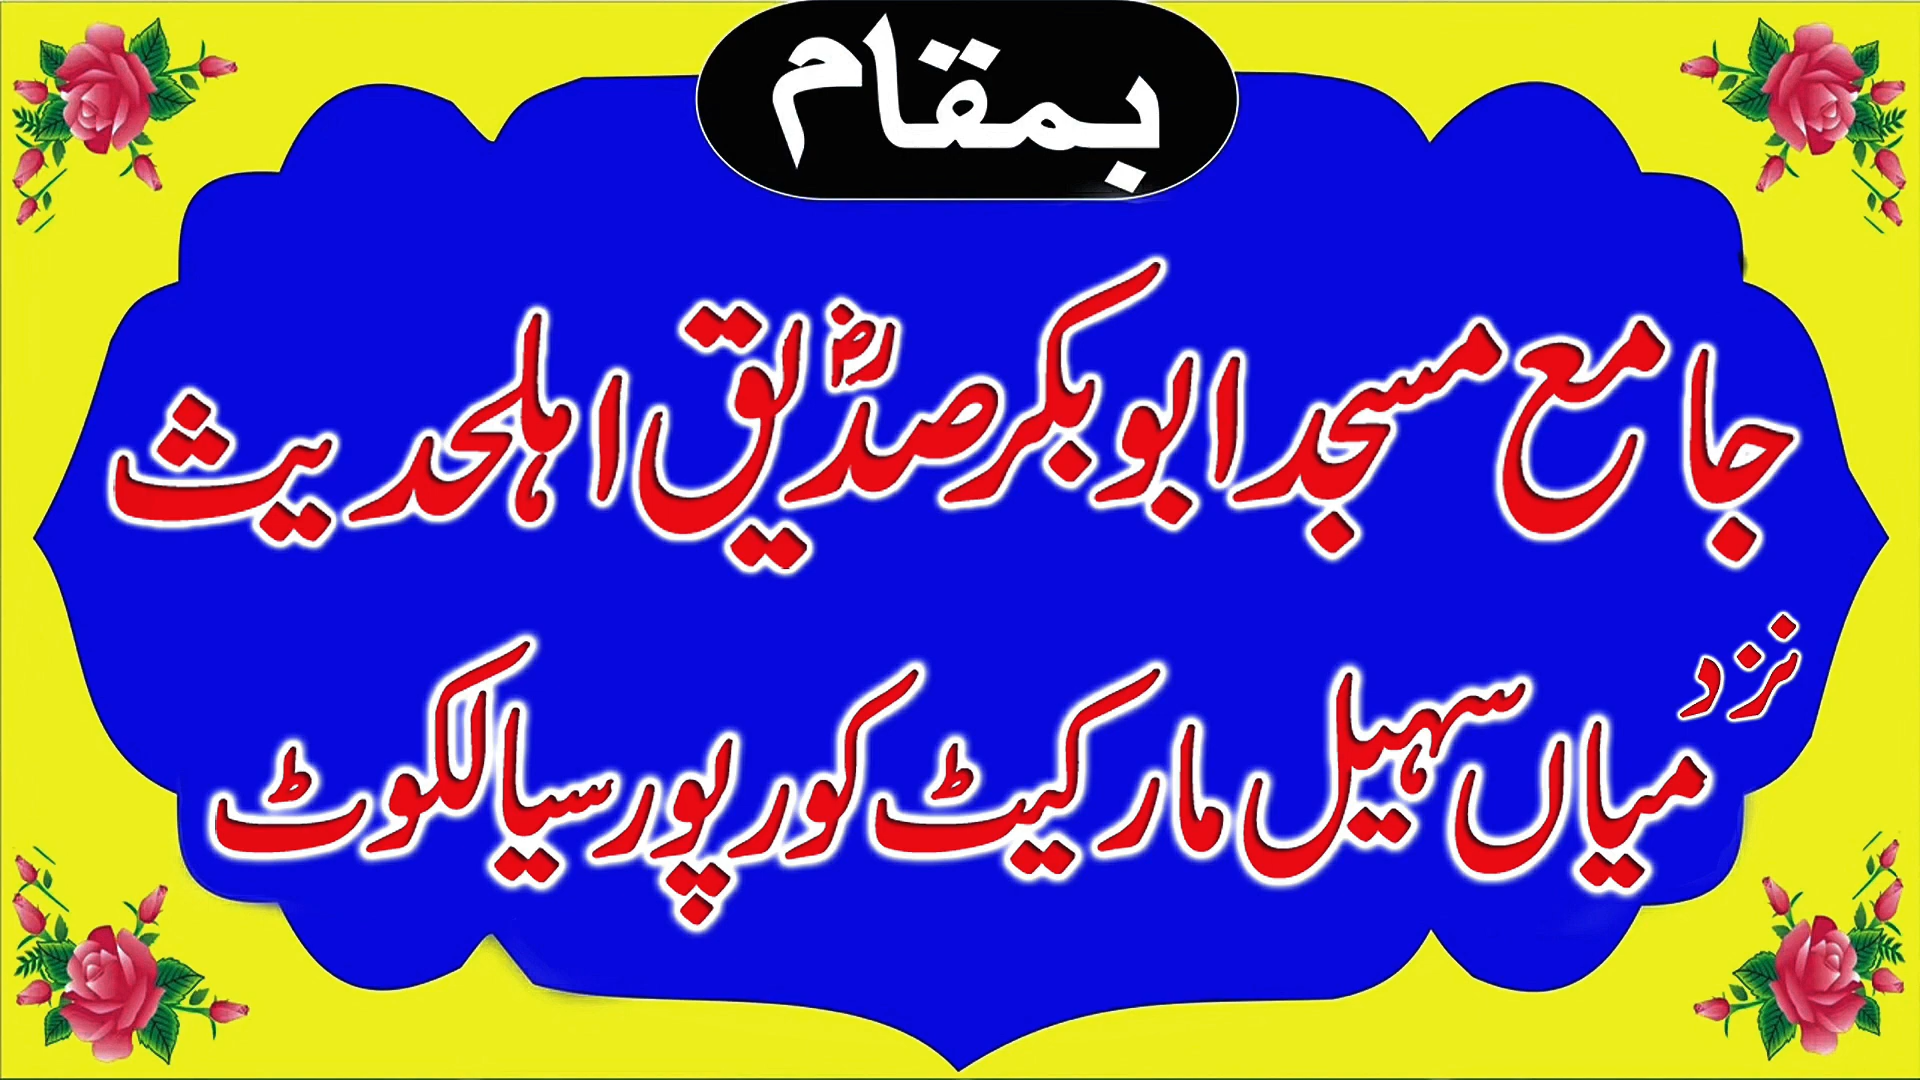 بمقام
جامع مسجد ابوبکر صدیقؓ اہلحدیث
نزد
میاں سہیل مارکیٹ کورپور سیالکوٹ